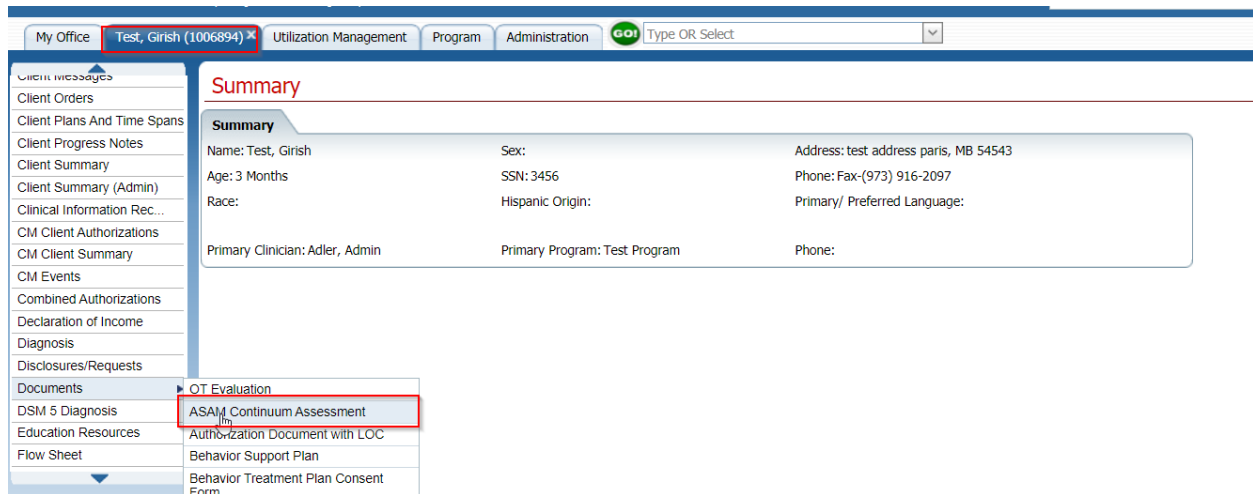 My Office
Test, Girish (1006894) ×
Utilization Management
Program
Administration
GO!
Type OR Select
Client Messages
Client Orders
Client Plans And Time Spans
Client Progress Notes
Client Summary
Client Summary (Admin)
Clinical Information Rec...
CM Client Authorizations
CM Client Summary
CM Events
Combined Authorizations
Declaration of Income
Diagnosis
Disclosures/Requests
Documents
DSM 5 Diagnosis
Education Resources
Flow Sheet
OT Evaluation
ASAM Continuum Assessment
Authorization Document with LOC
Behavior Support Plan
Behavior Treatment Plan Consent
Form
Summary
Summary
Name: Test, Girish
Sex:
Address: test address paris, MB 54543
Age: 3 Months
SSN: 3456
Phone: Fax-(973) 916-2097
Race:
Hispanic Origin:
Primary/ Preferred Language:
Primary Clinician: Adler, Admin
Primary Program: Test Program
Phone: